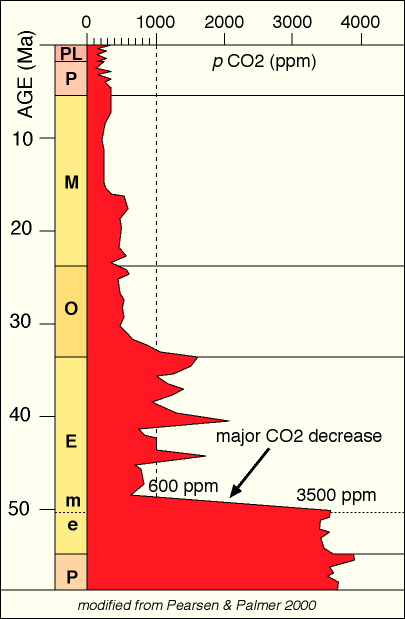 0 1000 2000 3000 4000
p CO2 (ppm)
AGE (Ma)
PL
P
10
M
20
O
30
40
E
major CO2 decrease
m
600 ppm
3500 ppm
50
e
P
modified from Pearsen & Palmer 2000